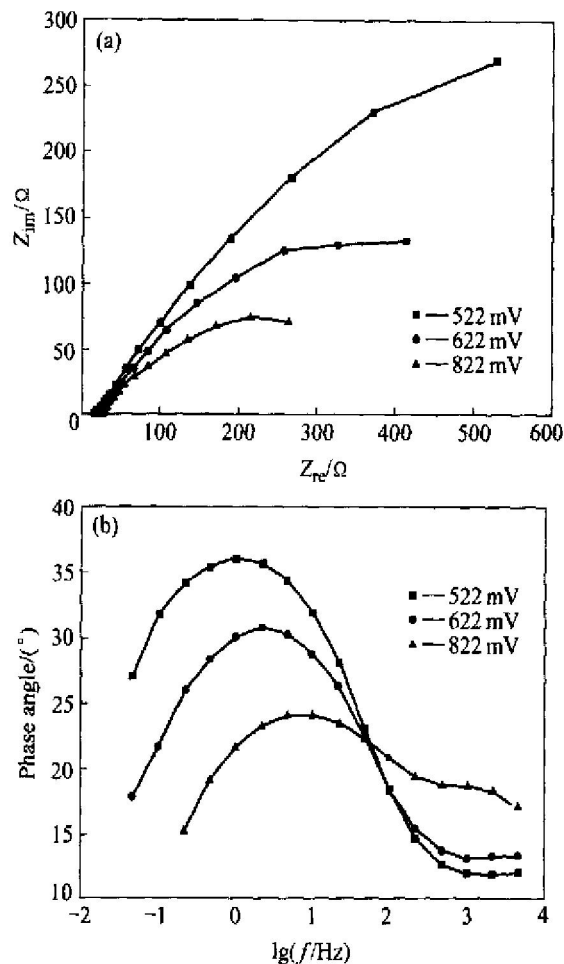 300
(a)
250
200
150
100
50
0
Z_im/Ω
522 mV
622 mV
822 mV
100 200 300 400 500 600
Z_re/Ω
40
(b)
35
30
25
20
15
10
Phase angle/(°)
522 mV
622 mV
822 mV
−2 −1 0 1 2 3 4
lg(f/Hz)